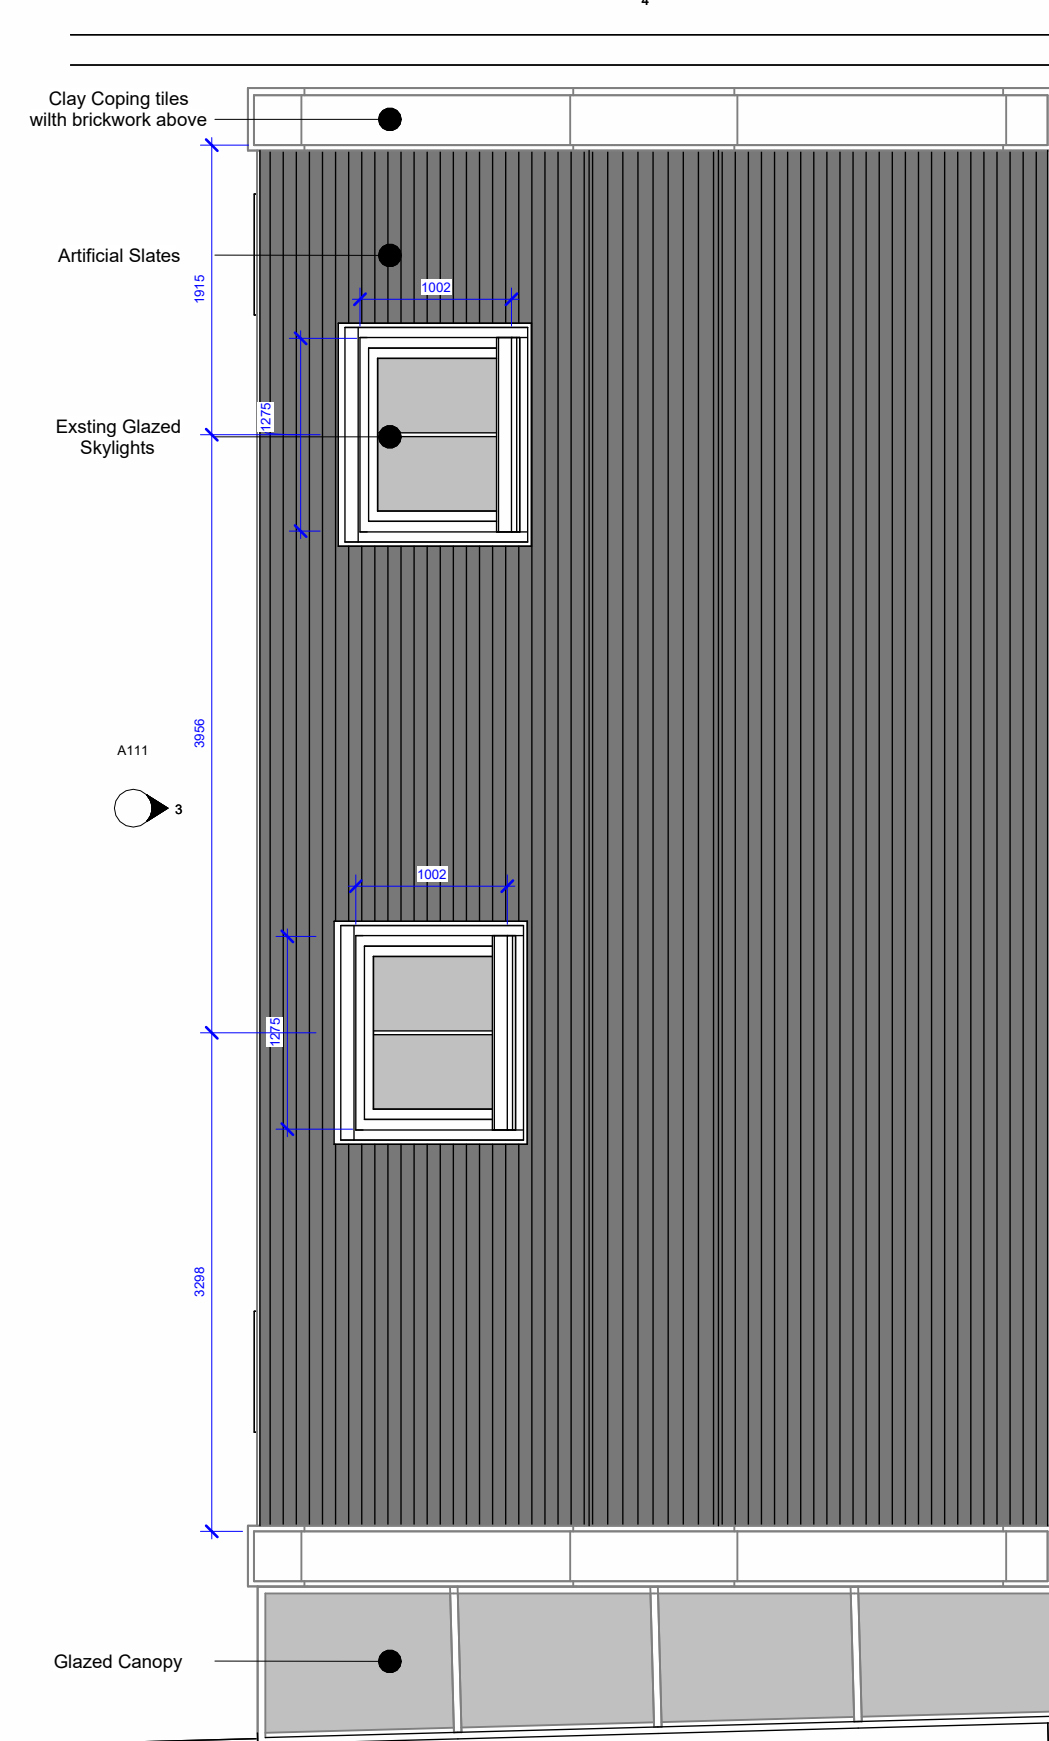 4
Clay Coping tiles
wilth brickwork above
Artificial Slates
1915
1002
1275
Exsting Glazed
Skylights
3956
A111
3
1002
1275
3298
Glazed Canopy